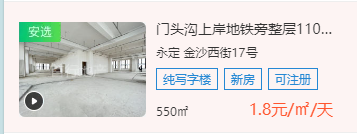 安选
门头沟上岸地铁旁整层110...
永定 金沙西街17号
纯写字楼 新房 可注册
550㎡ 1.8元/㎡/天